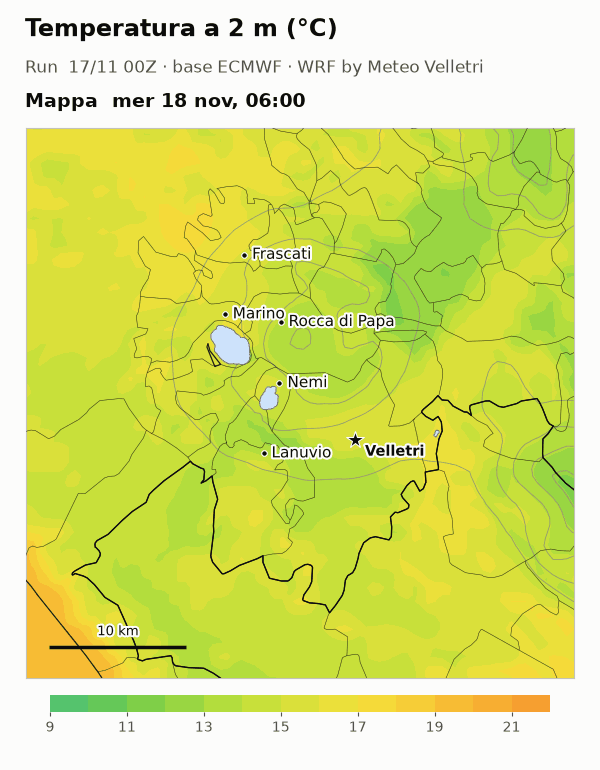 Temperatura a 2 m (°C)
Run  17/11 00Z · base ECMWF · WRF by Meteo Velletri
Mappa  mer 18 nov, 06:00
Frascati
Marino
Rocca di Papa
Nemi
Velletri
Lanuvio
10 km
9 11 13 15 17 19 21